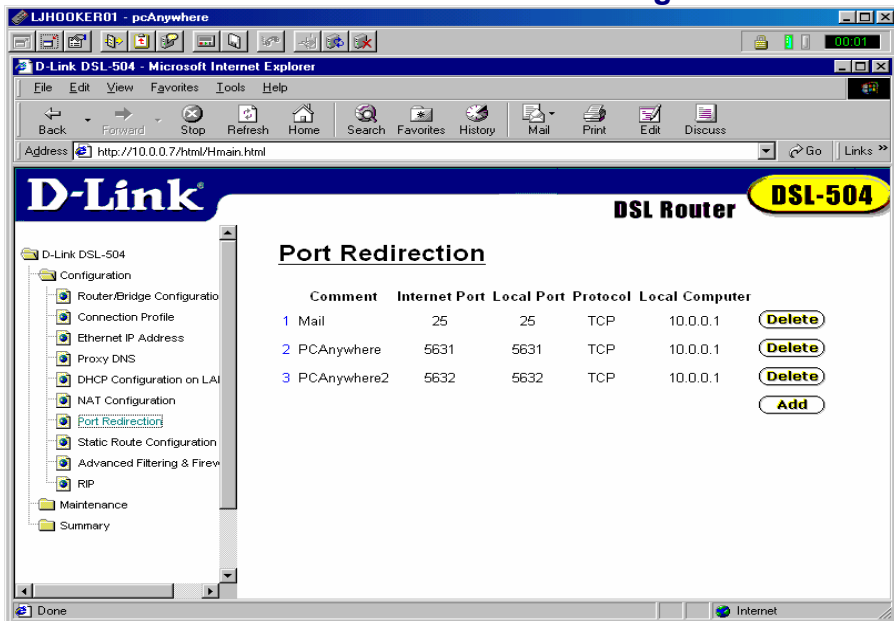 LJHOOKER01 - pcAnywhere
00:01
D-Link DSL-504 - Microsoft Internet Explorer
File Edit View Favorites Tools Help
Back Forward Stop Refresh Home Search Favorites History Mail Print Edit Discuss
Address http://10.0.0.7/html/Hmain.html Go Links »
D-Link DSL Router DSL-504
D-Link DSL-504
Configuration
Router/Bridge Configuratio
Connection Profile
Ethernet IP Address
Proxy DNS
DHCP Configuration on LAI
NAT Configuration
Port Redirection
Static Route Configuration
Advanced Filtering & Firew
RIP
Maintenance
Summary
Port Redirection
Comment Internet Port Local Port Protocol Local Computer
1 Mail 25 25 TCP 10.0.0.1 Delete
2 PCAnywhere 5631 5631 TCP 10.0.0.1 Delete
3 PCAnywhere2 5632 5632 TCP 10.0.0.1 Delete
Add
Done Internet